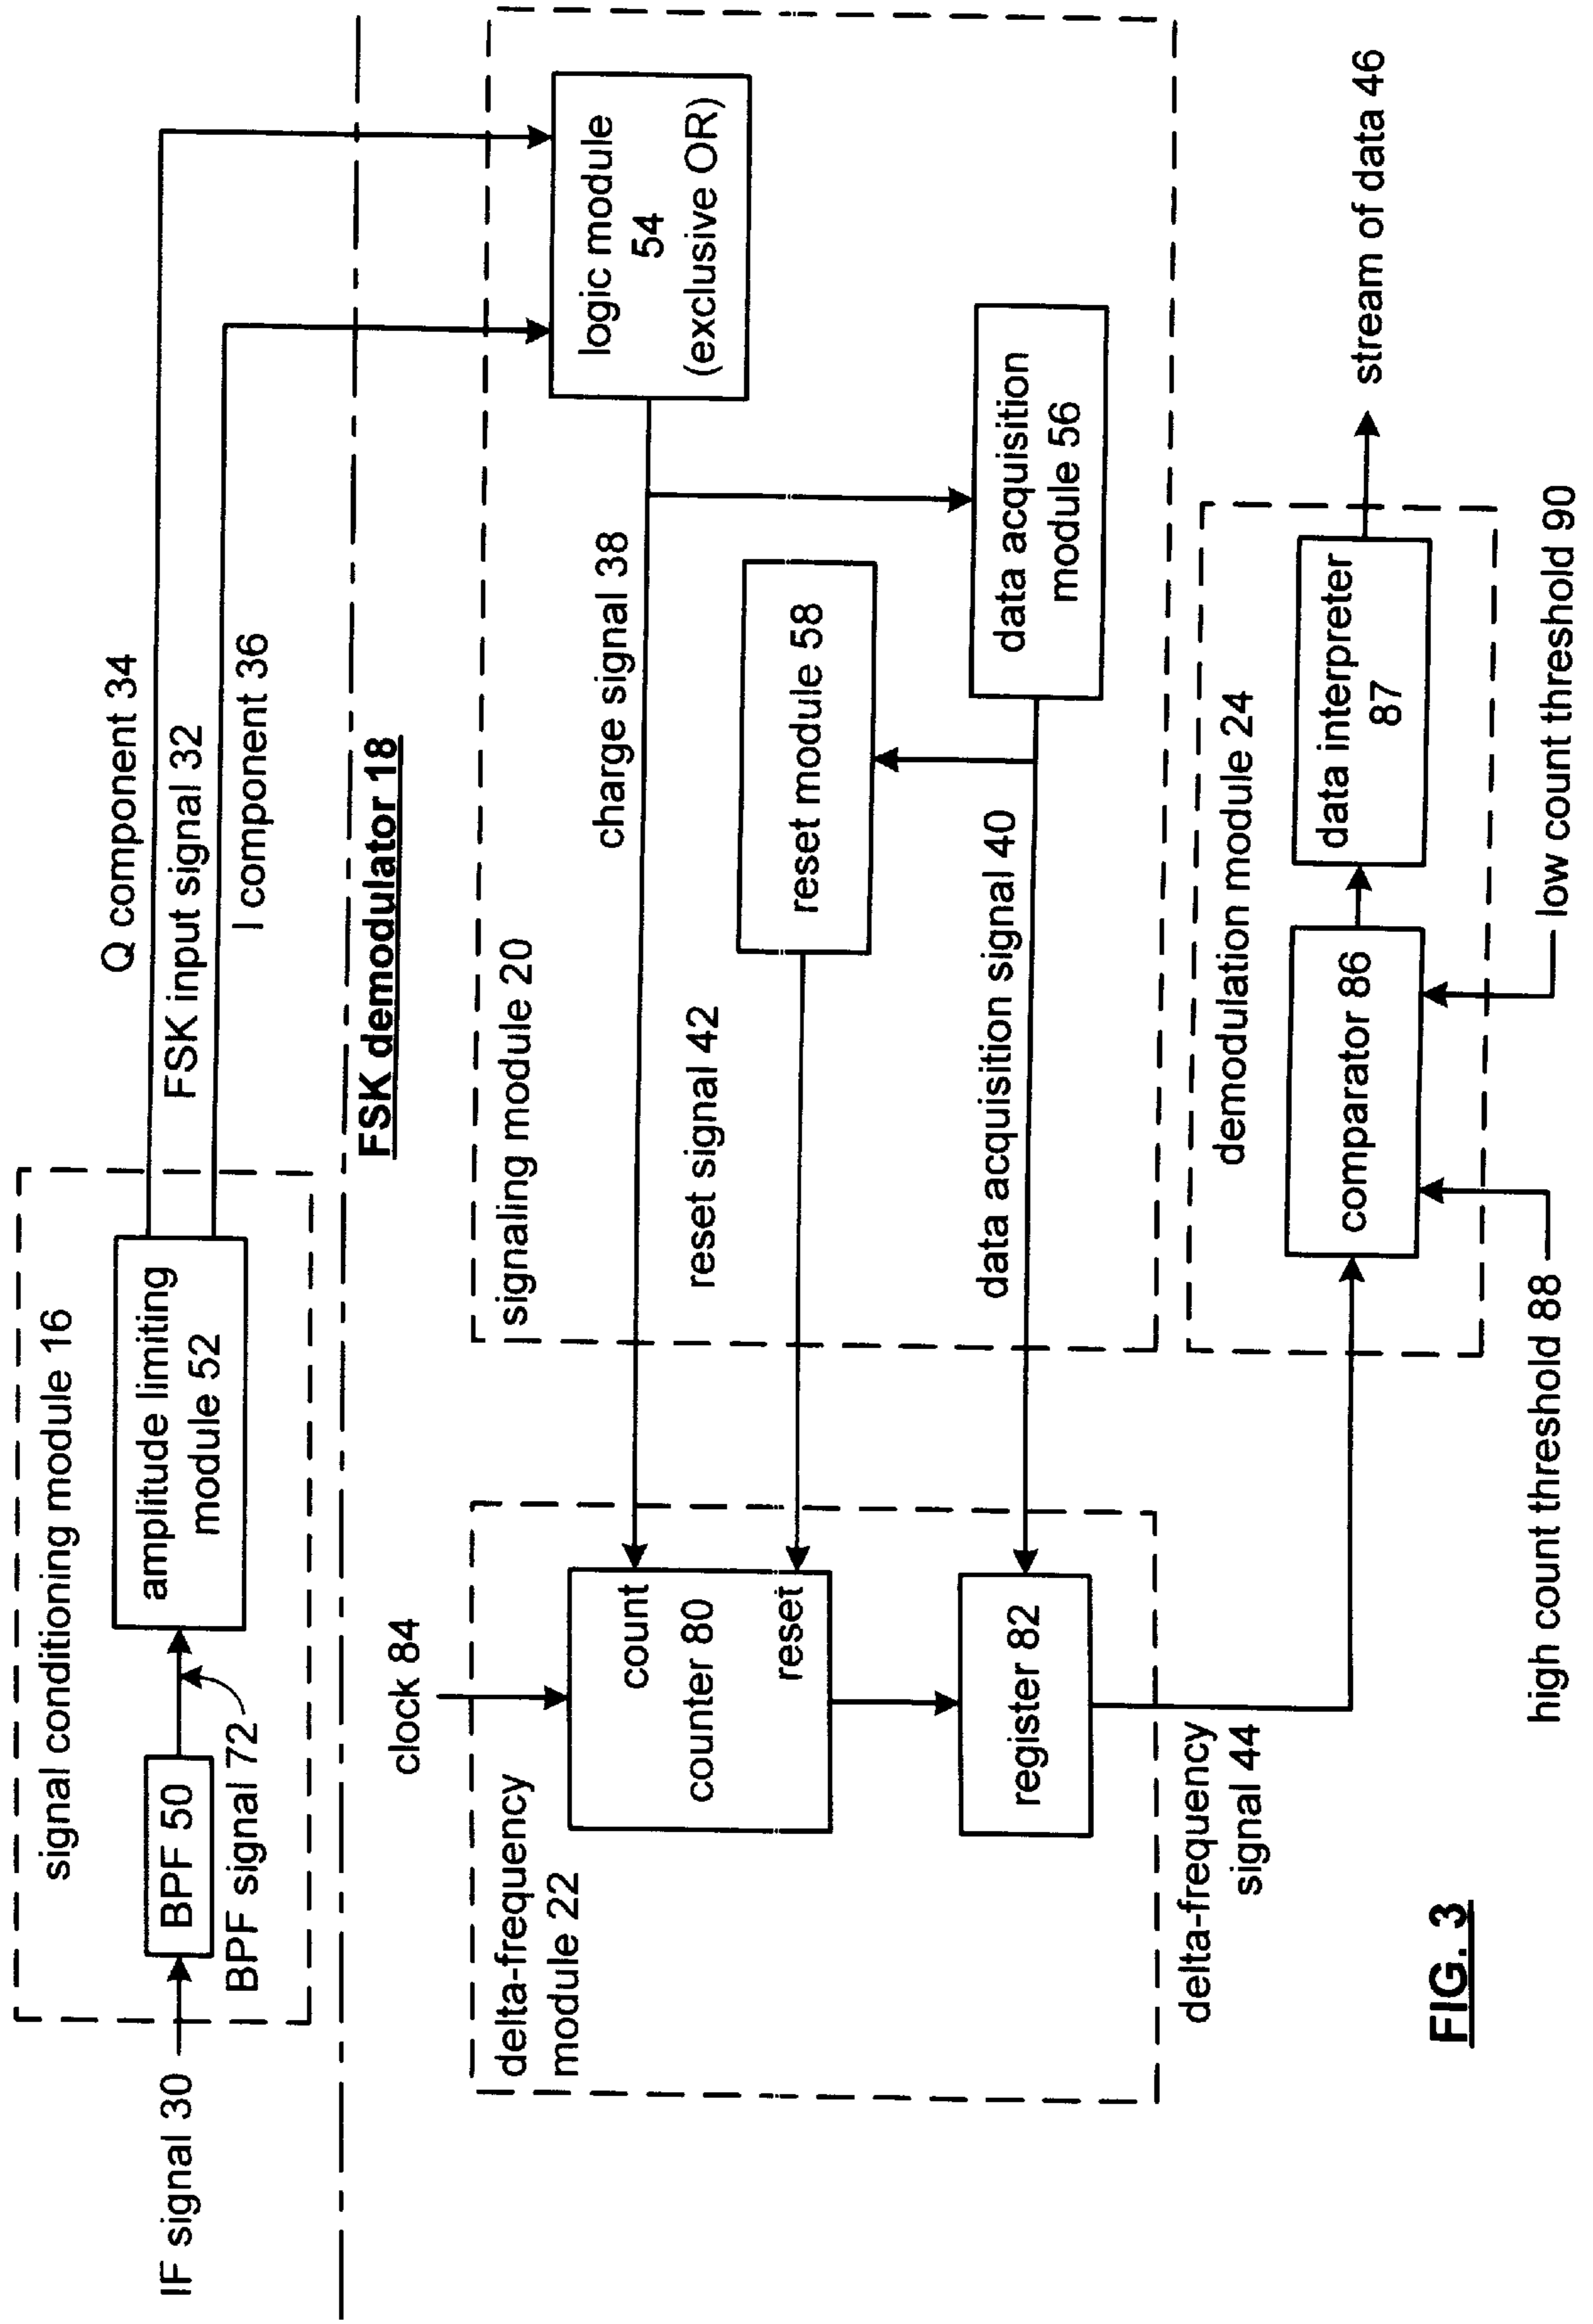 signal conditioning module 16
IF signal 30
BPF 50
BPF signal 72
amplitude limiting
module 52
Q component 34
FSK input signal 32
I component 36
FSK demodulator 18
clock 84
delta-frequency
module 22
count
counter 80
reset
register 82
delta-frequency
signal 44
signaling module 20
charge signal 38
reset signal 42
reset module 58
data acquisition signal 40
logic module
54
(exclusive OR)
data acquisition
module 56
demodulation module 24
comparator 86
data interpreter
87
stream of data 46
high count threshold 88
low count threshold 90
FIG. 3